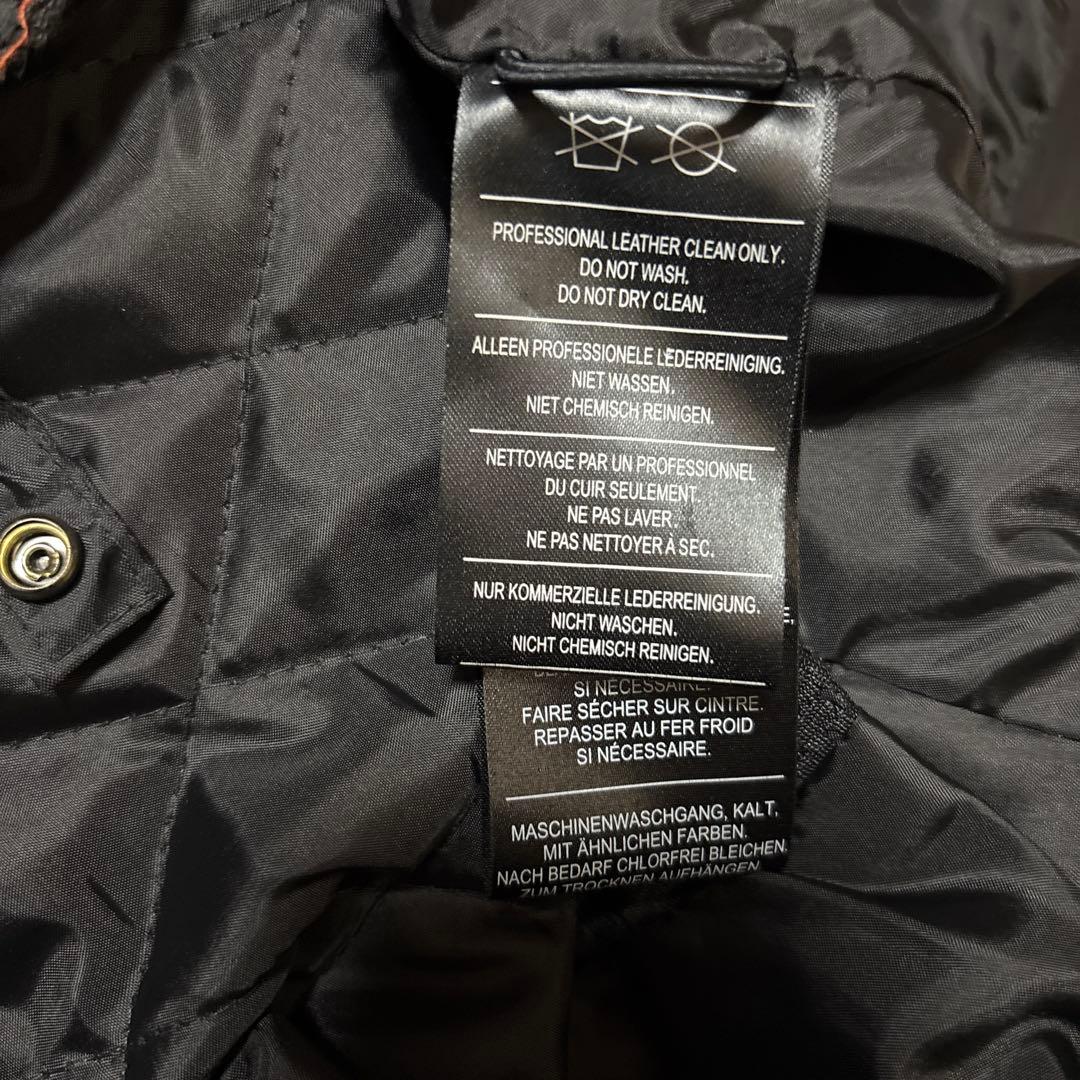 PROFESSIONAL LEATHER CLEAN ONLY.
DO NOT WASH.
DO NOT DRY CLEAN.
ALLEEN PROFESSIONELE LEDERREINIGING.
NIET WASSEN.
NIET CHEMISCH REINIGEN.
NETTOYAGE PAR UN PROFESSIONNEL
DU CUIR SEULEMENT.
NE PAS LAVER.
NE PAS NETTOYER À SEC.
NUR KOMMERZIELLE LEDERREINIGUNG.
NICHT WASCHEN.
NICHT CHEMISCH REINIGEN.
SI NÉCESSAIRE.
FAIRE SÉCHER SUR CINTRE.
REPASSER AU FER FROID
SI NÉCESSAIRE.
MASCHINENWASCHGANG, KALT,
MIT ÄHNLICHEN FARBEN.
NACH BEDARF CHLORFREI BLEICHEN.
ZUM TROCKNEN AUFHÄNGEN